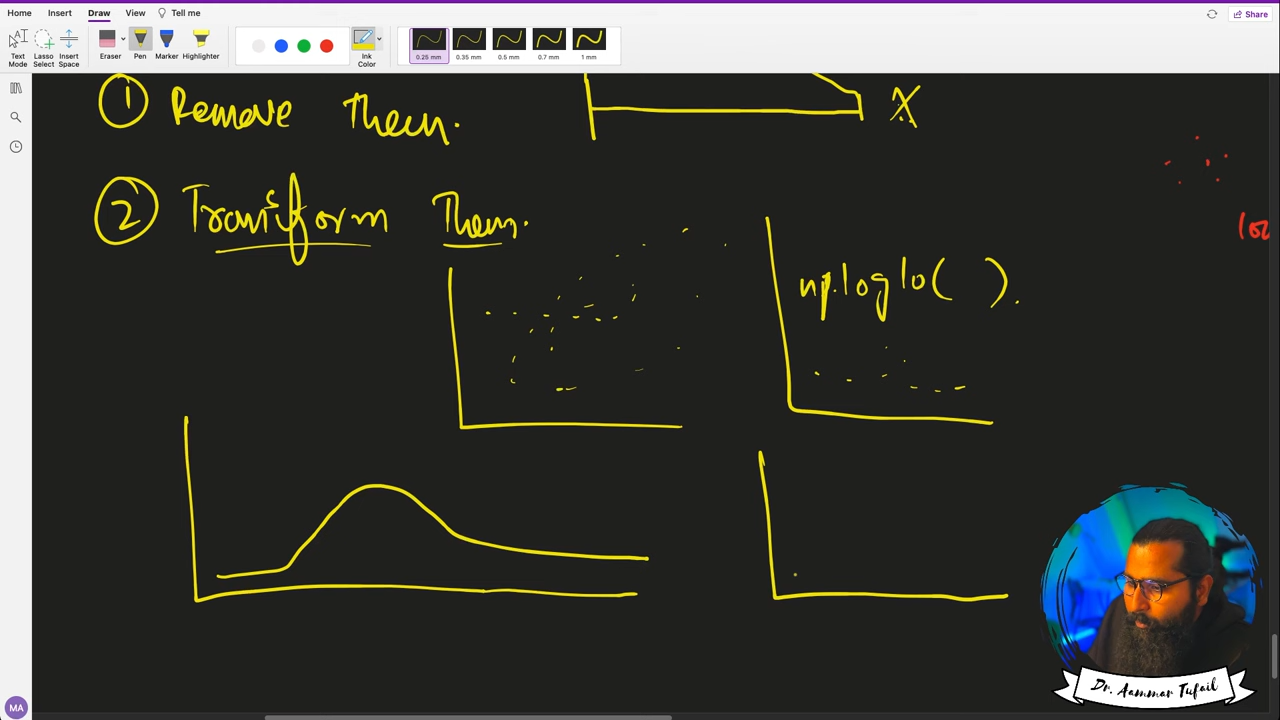 Home Insert Draw View Tell me
Share
Text Mode
Lasso Select
Insert Space
Eraser
Pen
Marker
Highlighter
Ink Color
0.25 mm
0.35 mm
0.5 mm
0.7 mm
1 mm
1 Remove Them.
X
2 Transform Them.
np.log10( ).
MA
Dr. Aammar Tufail